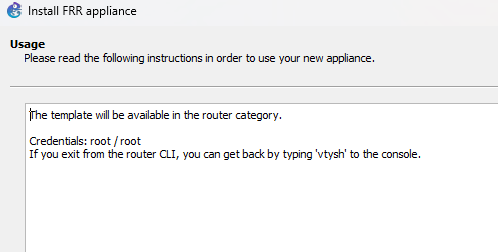 Install FRR appliance
Usage
Please read the following instructions in order to use your new appliance.
The template will be available in the router category.
Credentials: root / root
If you exit from the router CLI, you can get back by typing 'vtysh' to the console.